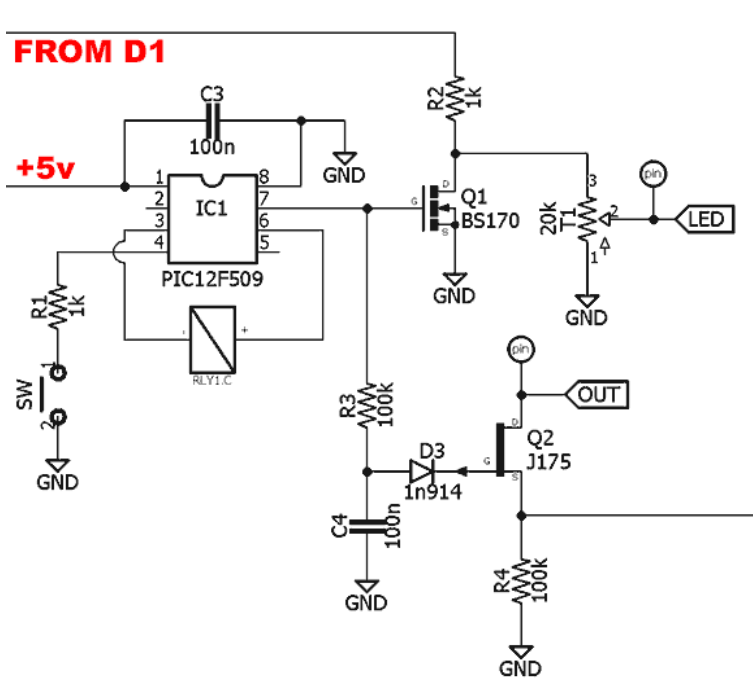 FROM D1
R2
1k
C3
100n
GND
+5v
1
8
2
7
3
6
4
5
IC1
PIC12F509
G
D
S
Q1
BS170
GND
pin
3
20k
T1
2
1
LED
GND
R1
1k
SW
1
2
GND
-
+
RLY1.C
R3
100k
pin
OUT
D3
1n914
G
D
S
Q2
J175
C4
100n
GND
R4
100k
GND